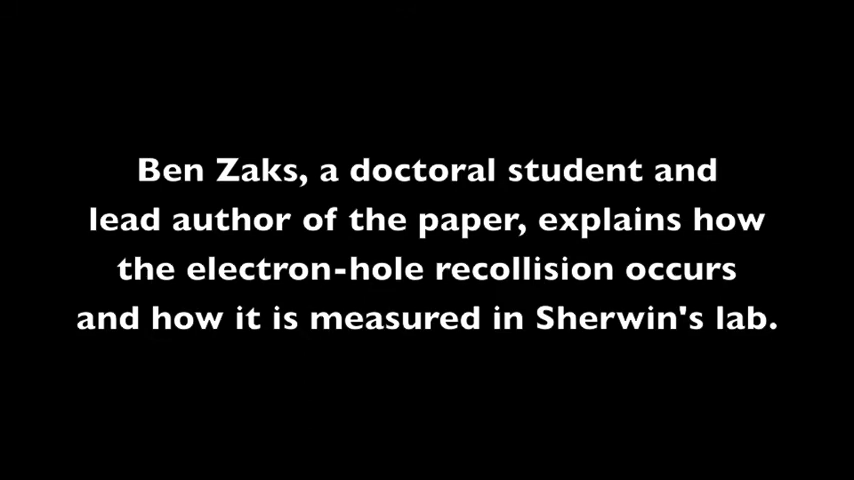 Ben Zaks, a doctoral student and
lead author of the paper, explains how
the electron-hole recollision occurs
and how it is measured in Sherwin's lab.